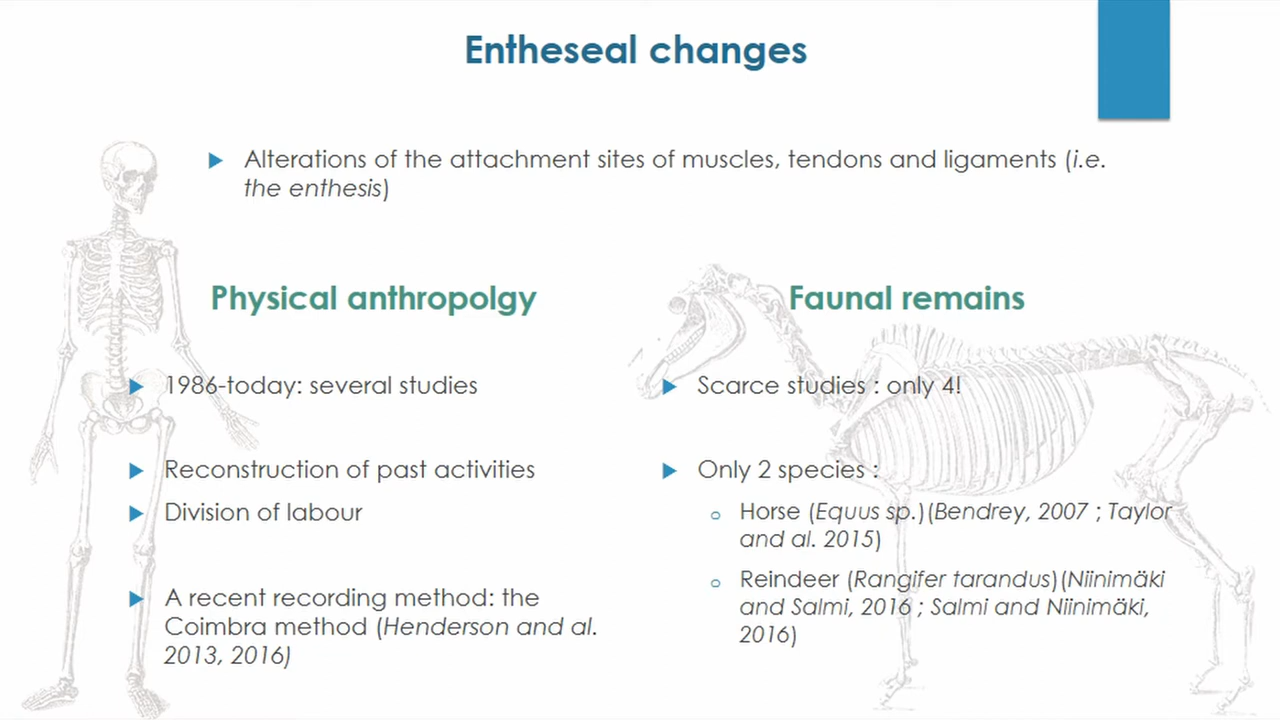 Entheseal changes
Alterations of the attachment sites of muscles, tendons and ligaments (i.e.
the enthesis)
Physical anthropolgy
1986-today: several studies
Reconstruction of past activities
Division of labour
A recent recording method: the
Coimbra method (Henderson and al.
2013, 2016)
Faunal remains
Scarce studies : only 4!
Only 2 species :
Horse (Equus sp.)(Bendrey, 2007 ; Taylor
and al. 2015)
Reindeer (Rangifer tarandus)(Niinimäki
and Salmi, 2016 ; Salmi and Niinimäki,
2016)